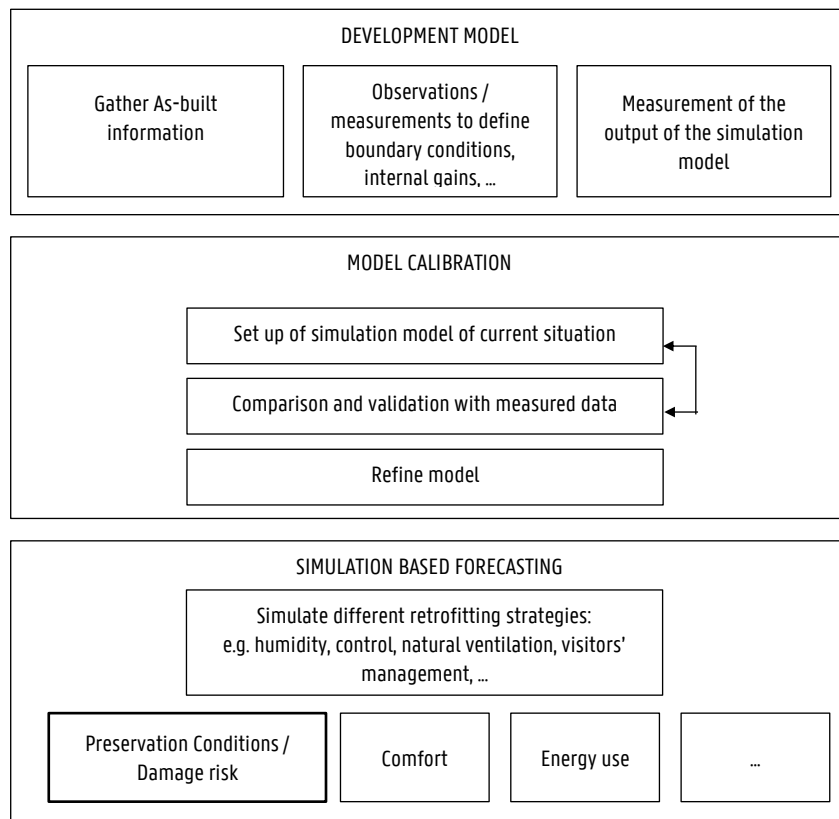 DEVELOPMENT MODEL
Gather As-built
information
Observations /
measurements to define
boundary conditions,
internal gains, ...
Measurement of the
output of the simulation
model
MODEL CALIBRATION
Set up of simulation model of current situation
Comparison and validation with measured data
Refine model
SIMULATION BASED FORECASTING
Simulate different retrofitting strategies:
e.g. humidity, control, natural ventilation, visitors’
management, ...
Preservation Conditions /
Damage risk
Comfort
Energy use
...